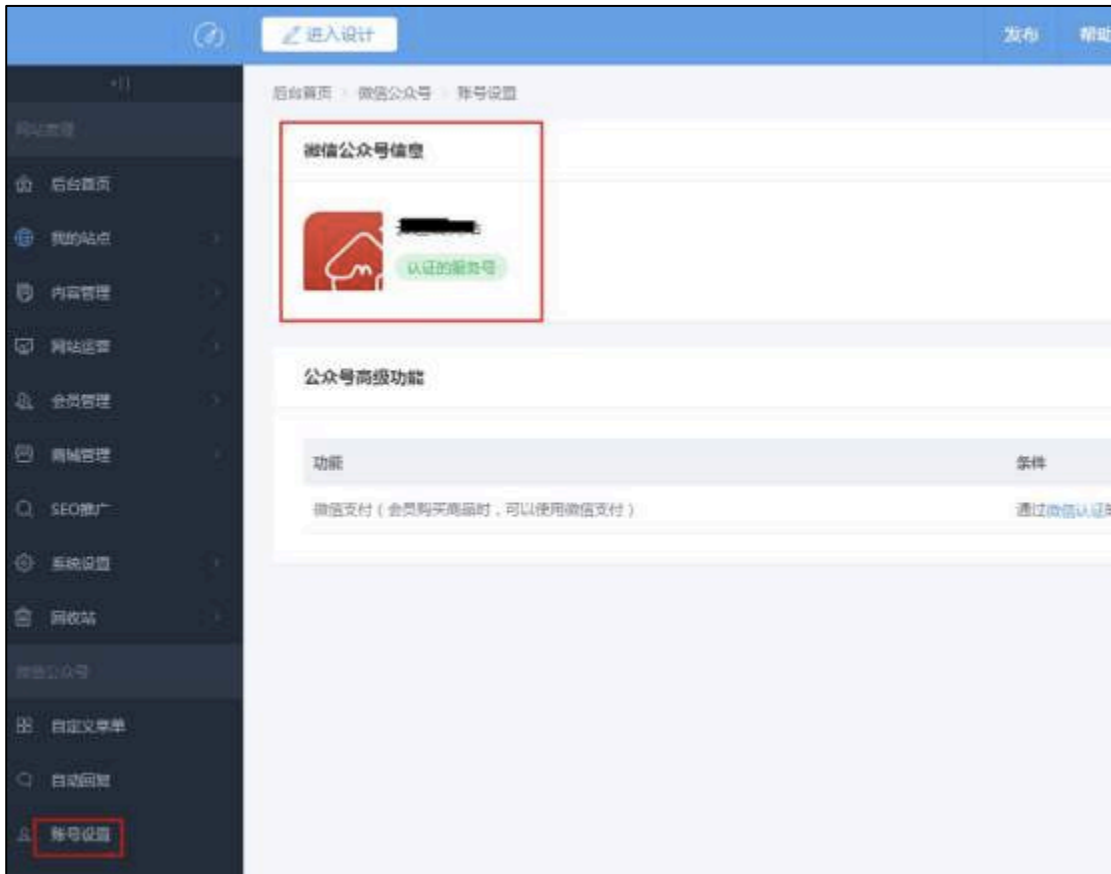 进入设计
发布
帮助
后台首页 > 微信公众号 > 账号设置
网站管理
后台首页
我的站点
内容管理
网站运营
会员管理
商城管理
SEO推广
系统设置
回收站
微信公众号
自定义菜单
自动回复
账号设置
微信公众号信息
认证的服务号
公众号高级功能
功能
条件
微信支付(会员购买商品时,可以使用微信支付)
通过微信认证